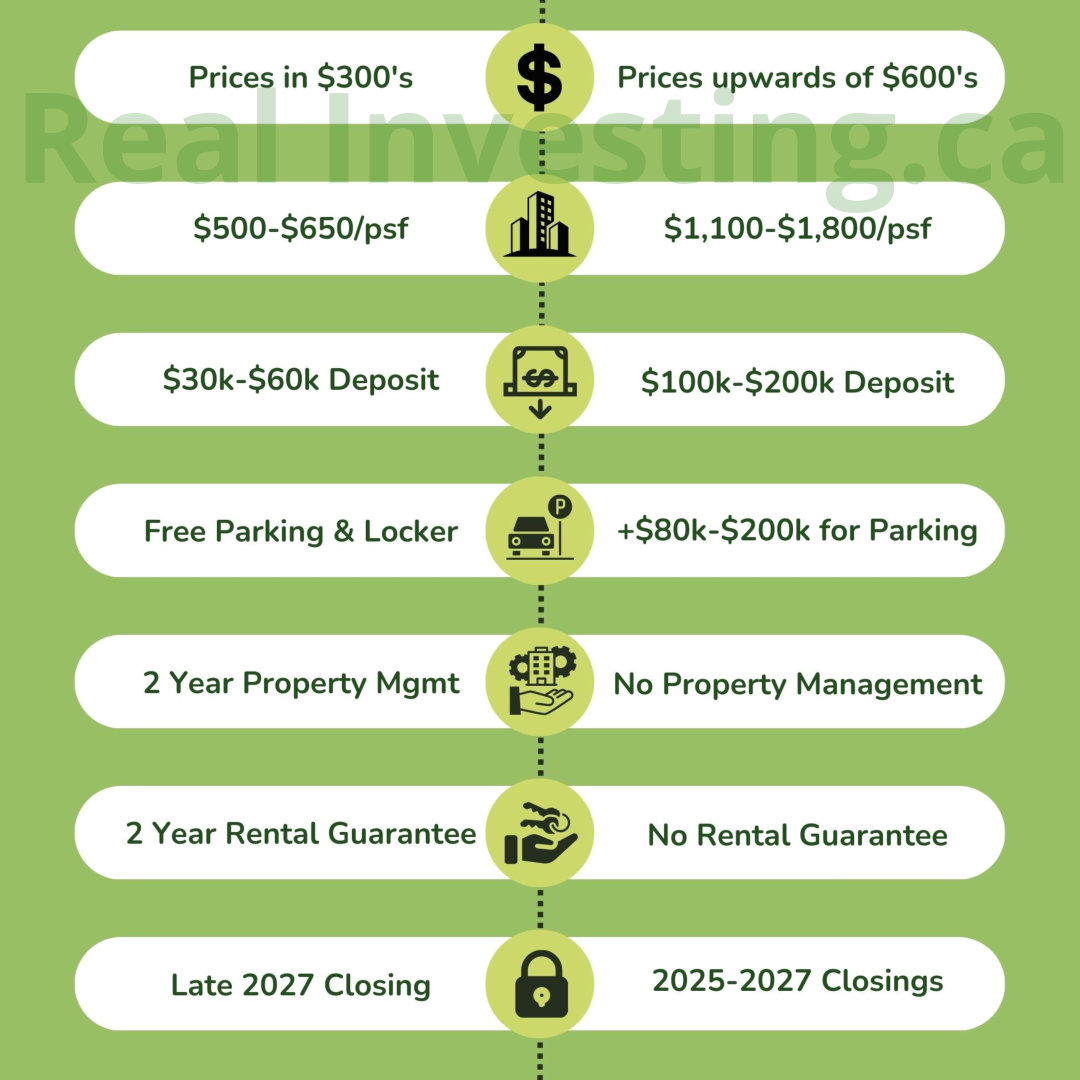 Prices in $300's
Prices upwards of $600's
Real Investing.ca
$500-$650/psf
$1,100-$1,800/psf
$30k-$60k Deposit
$100k-$200k Deposit
P
Free Parking & Locker
+$80k-$200k for Parking
2 Year Property Mgmt
No Property Management
2 Year Rental Guarantee
No Rental Guarantee
Late 2027 Closing
2025-2027 Closings